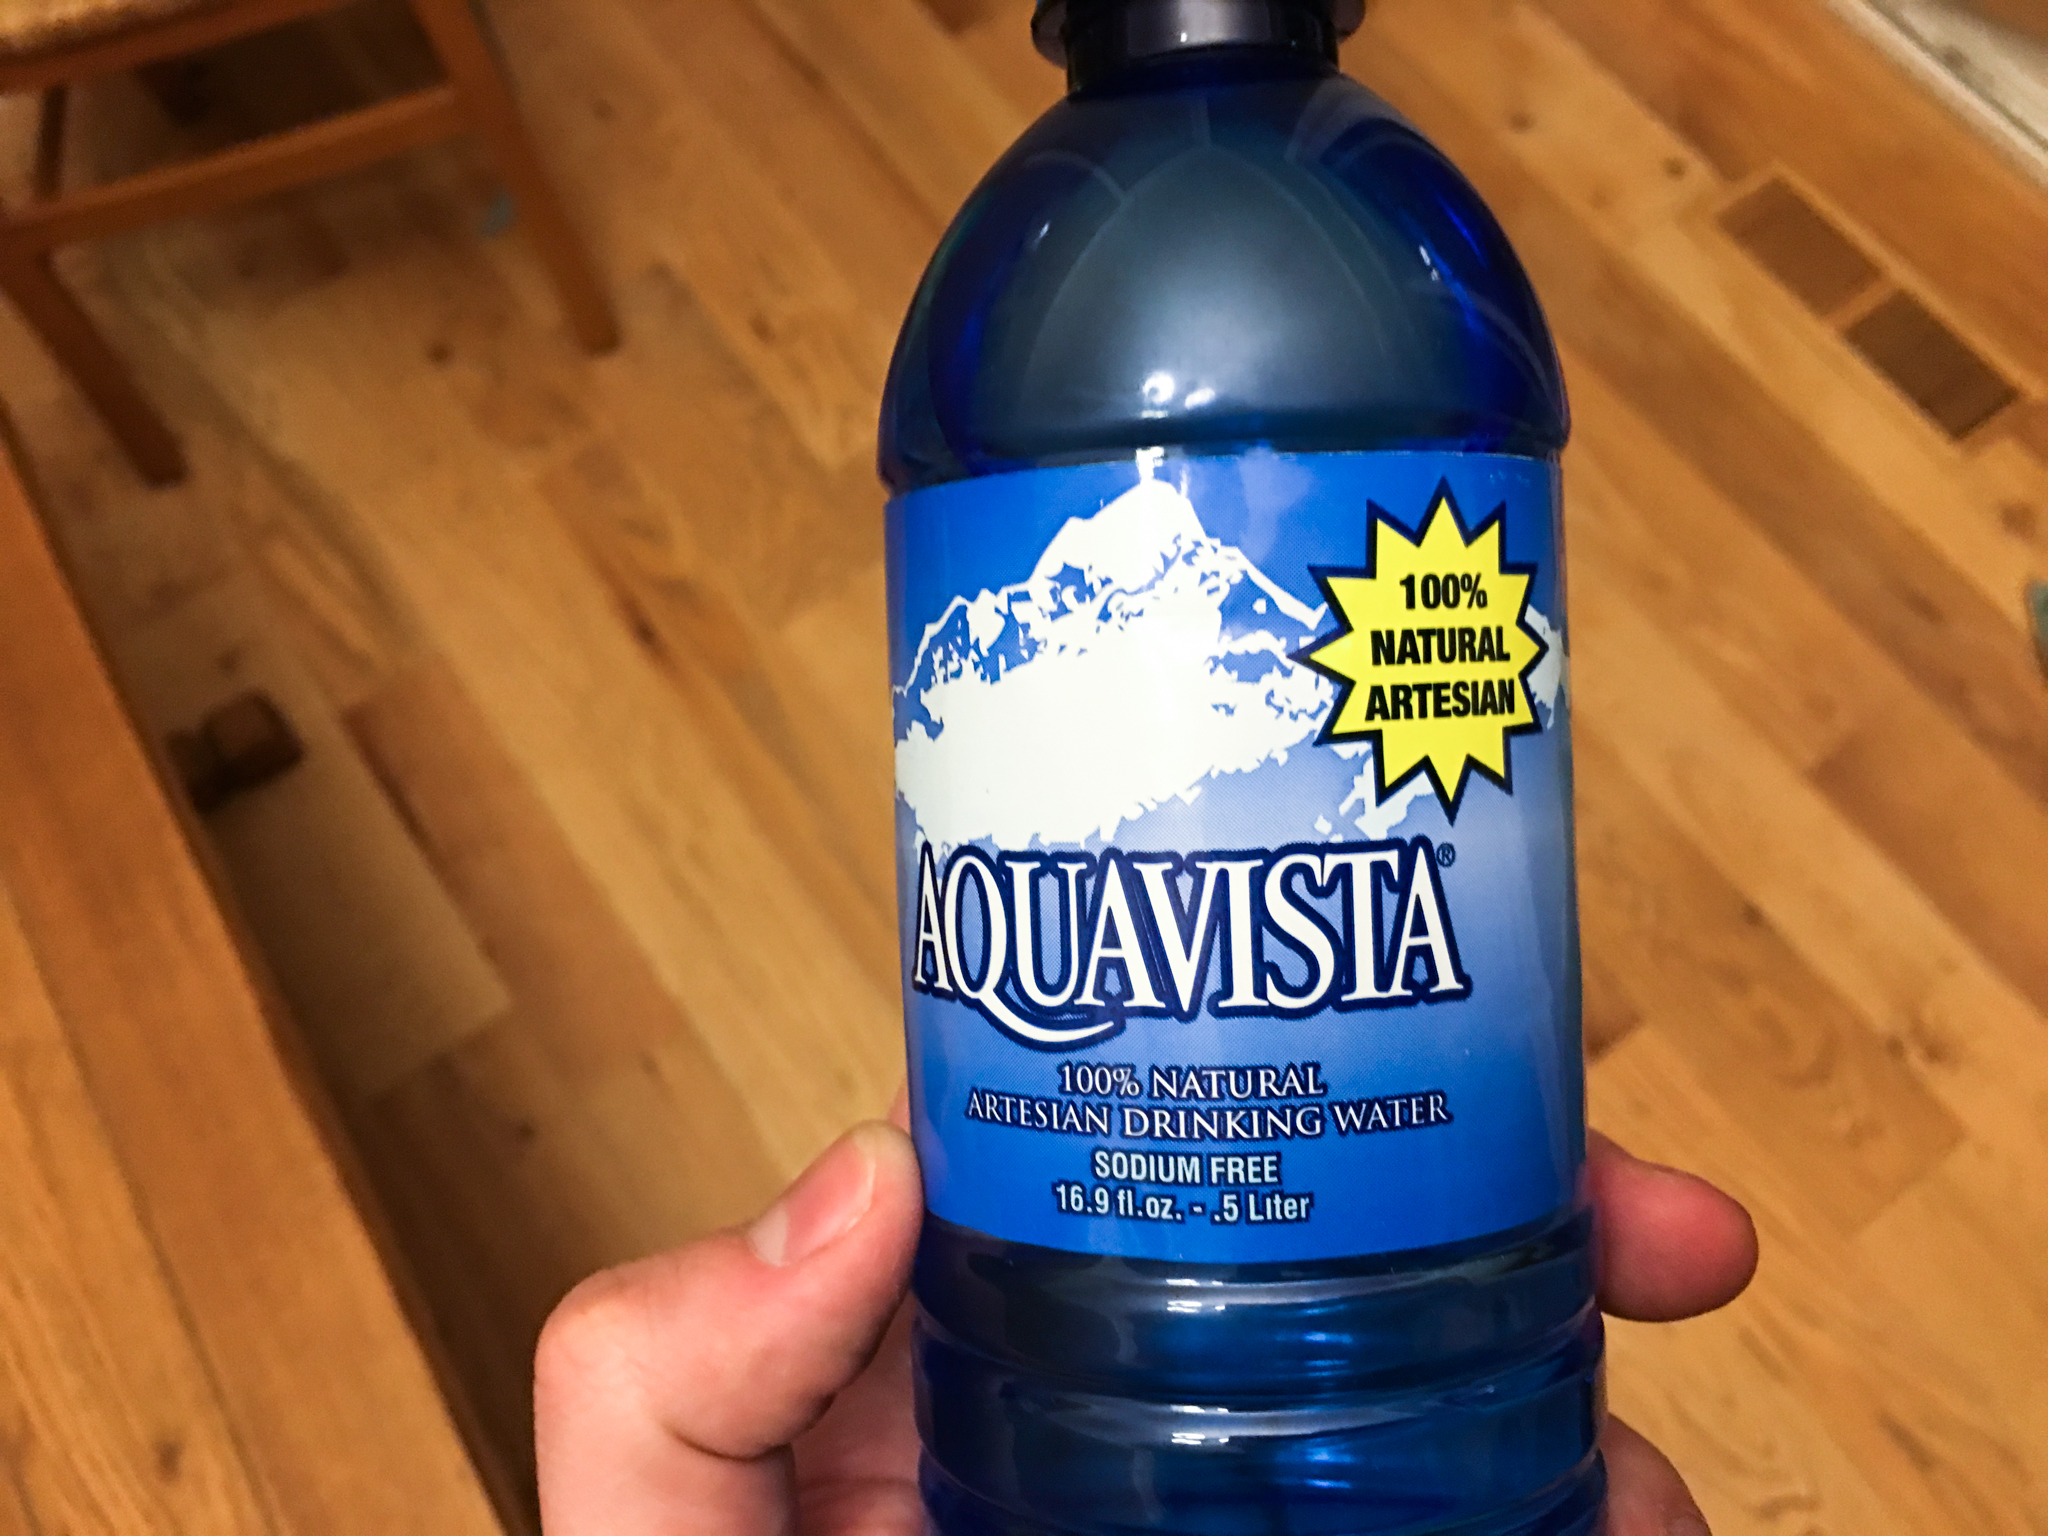 100%
NATURAL
ARTESIAN
AQUAVISTA®
100% NATURAL
ARTESIAN DRINKING WATER
SODIUM FREE
16.9 fl.oz. - .5 Liter